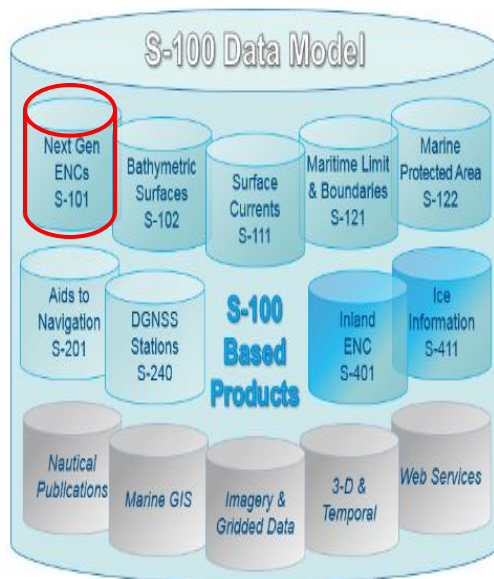 S-100 Data Model
Next Gen
ENCs
S-101
Bathymetric
Surfaces
S-102
Surface
Currents
S-111
Maritime Limit
& Boundaries
S-121
Marine
Protected Area
S-122
Aids to
Navigation
S-201
DGNSS
Stations
S-240
S-100
Based
Products
Inland
ENC
S-401
Ice
Information
S-411
Nautical
Publications
Marine GIS
Imagery &
Gridded Data
3-D &
Temporal
Web Services